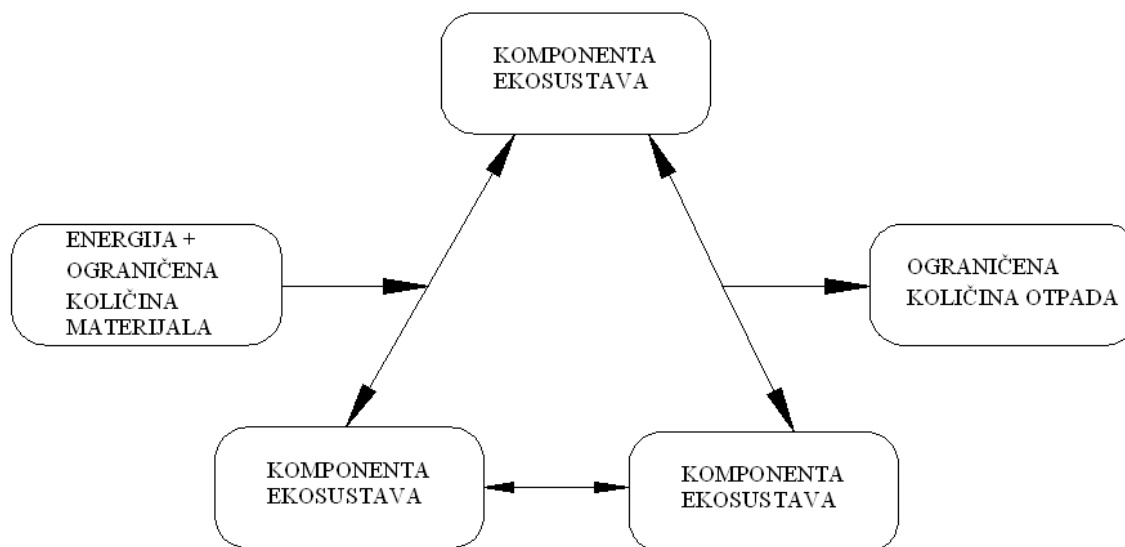 KOMPONENTA
EKOSUSTAVA
ENERGIJA +
OGRANIČENA
KOLIČINA
MATERIJALA
OGRANIČENA
KOLIČINA OTPADA
KOMPONENTA
EKOSUSTAVA
KOMPONENTA
EKOSUSTAVA